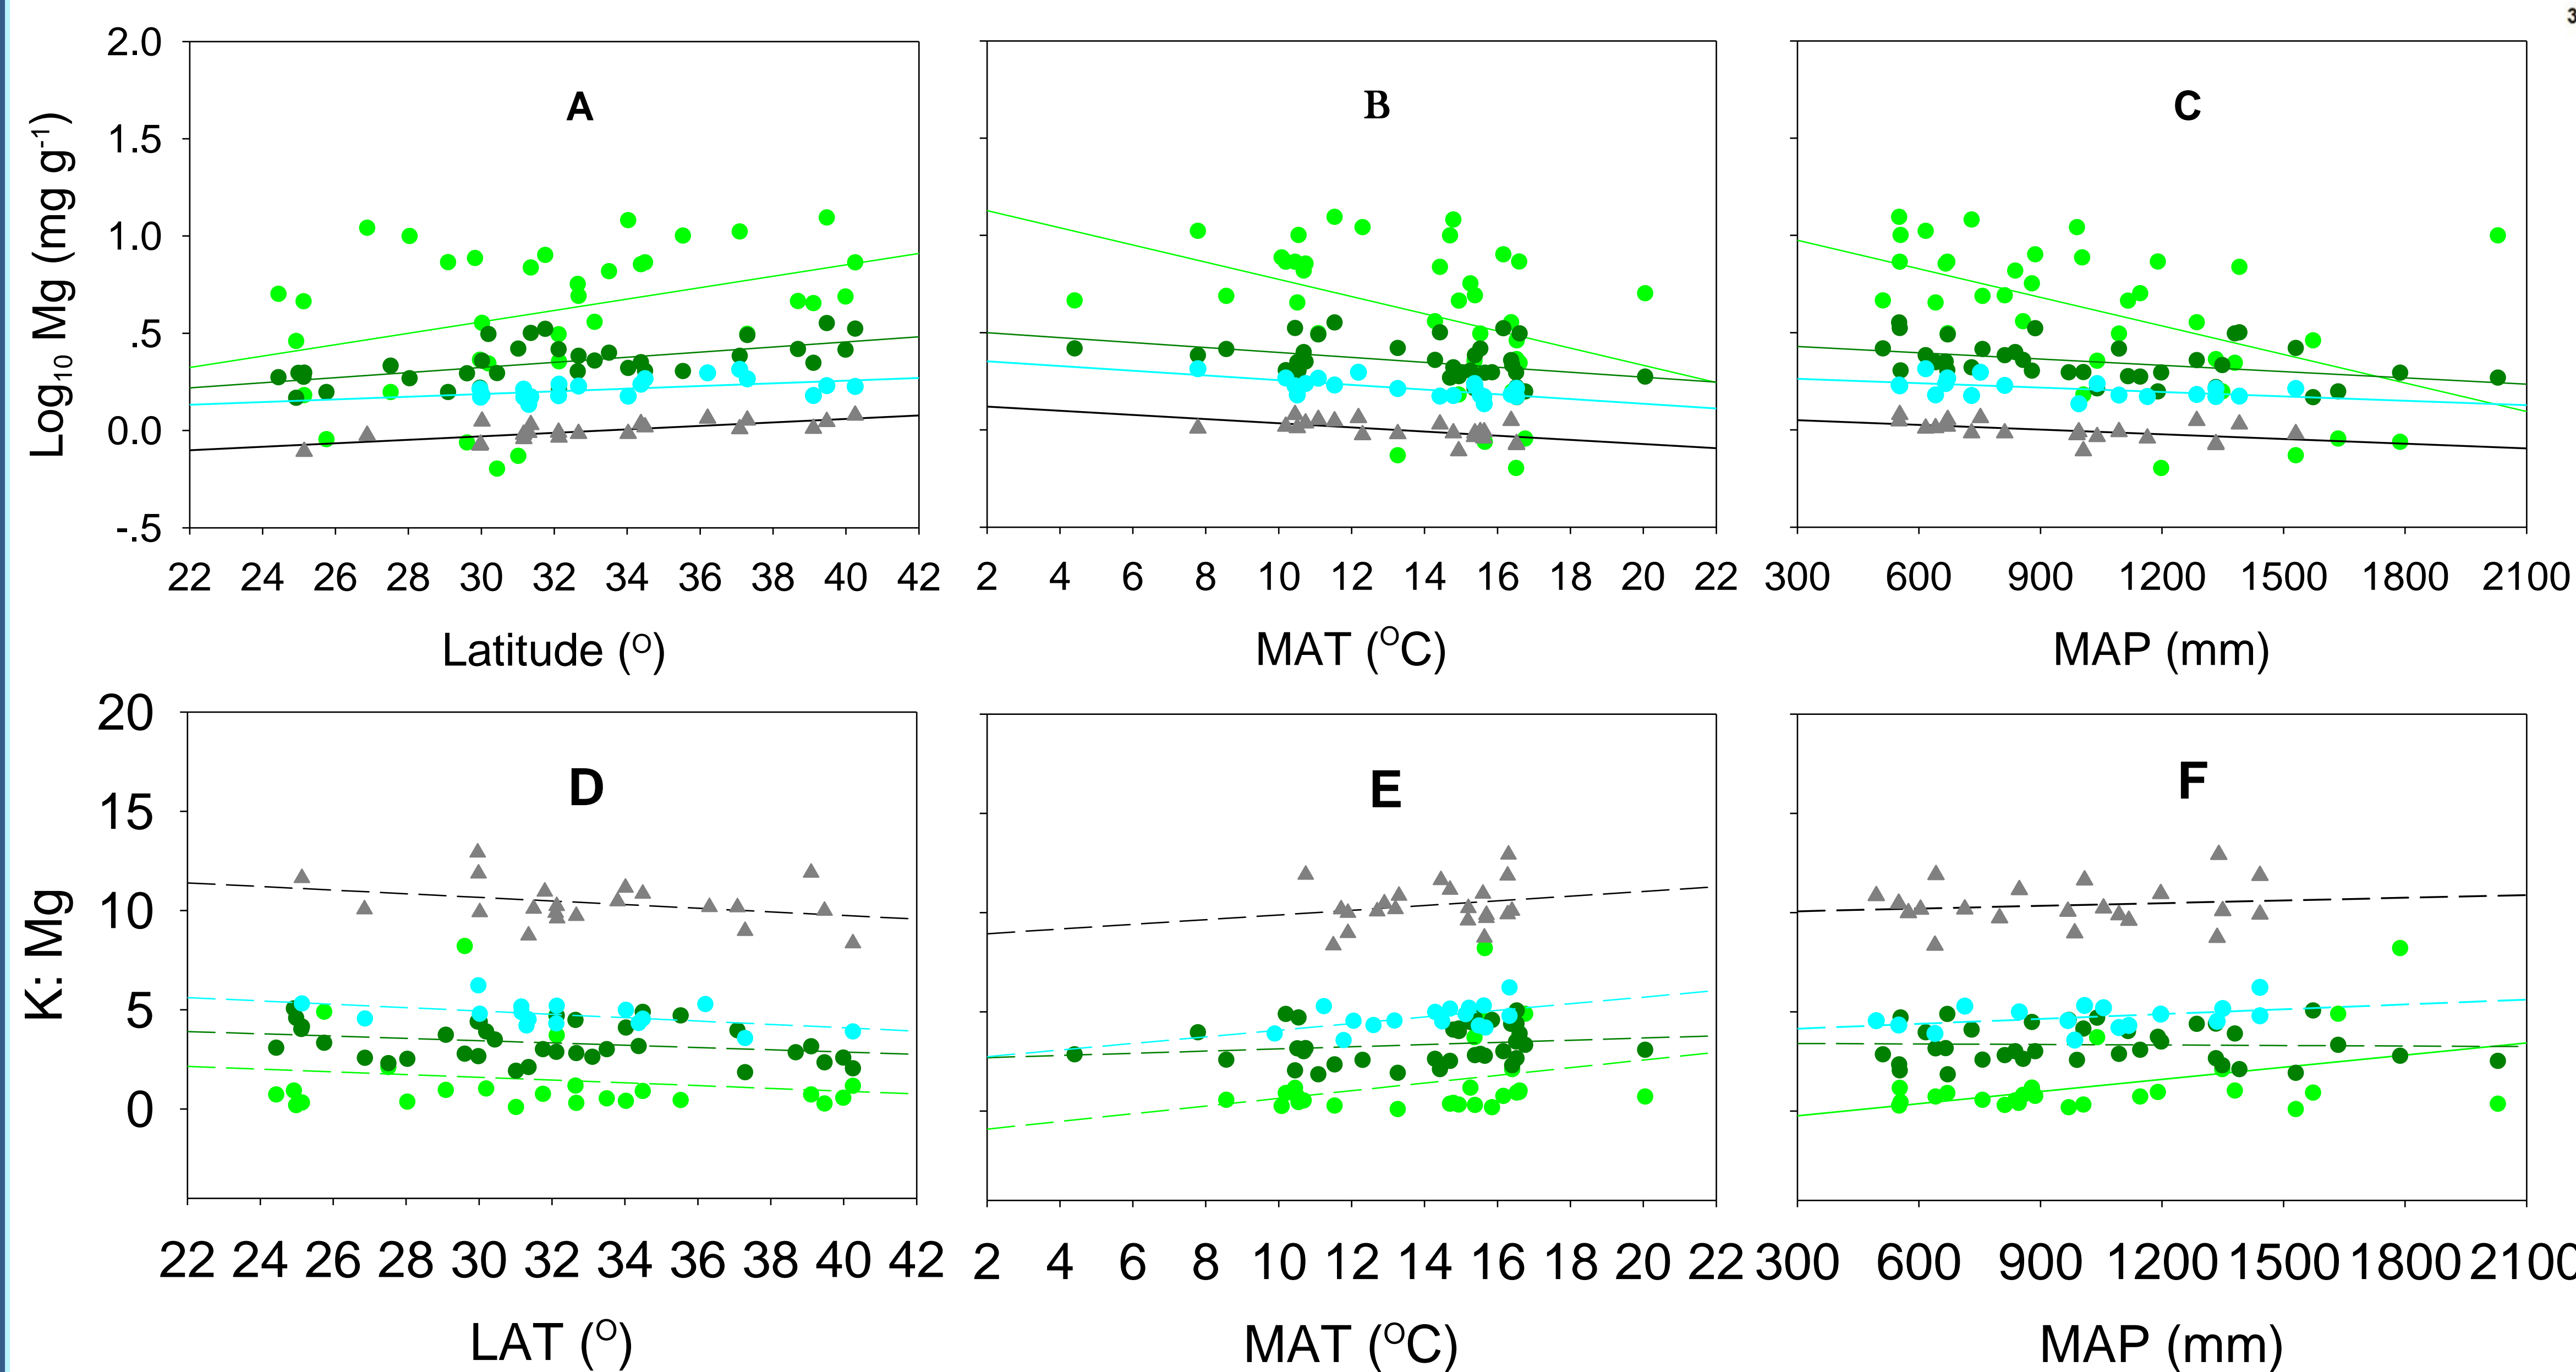 3
A
B
C
Log10 Mg (mg g-1)
2.0
1.5
1.0
.5
0.0
-.5
22 24 26 28 30 32 34 36 38 40 42
2 4 6 8 10 12 14 16 18 20 22
300 600 900 1200 1500 1800 2100
Latitude (O)
MAT (OC)
MAP (mm)
D
E
F
K: Mg
20
15
10
5
0
22 24 26 28 30 32 34 36 38 40 42
2 4 6 8 10 12 14 16 18 20 22
300 600 900 1200 1500 1800 2100
LAT (O)
MAT (OC)
MAP (mm)